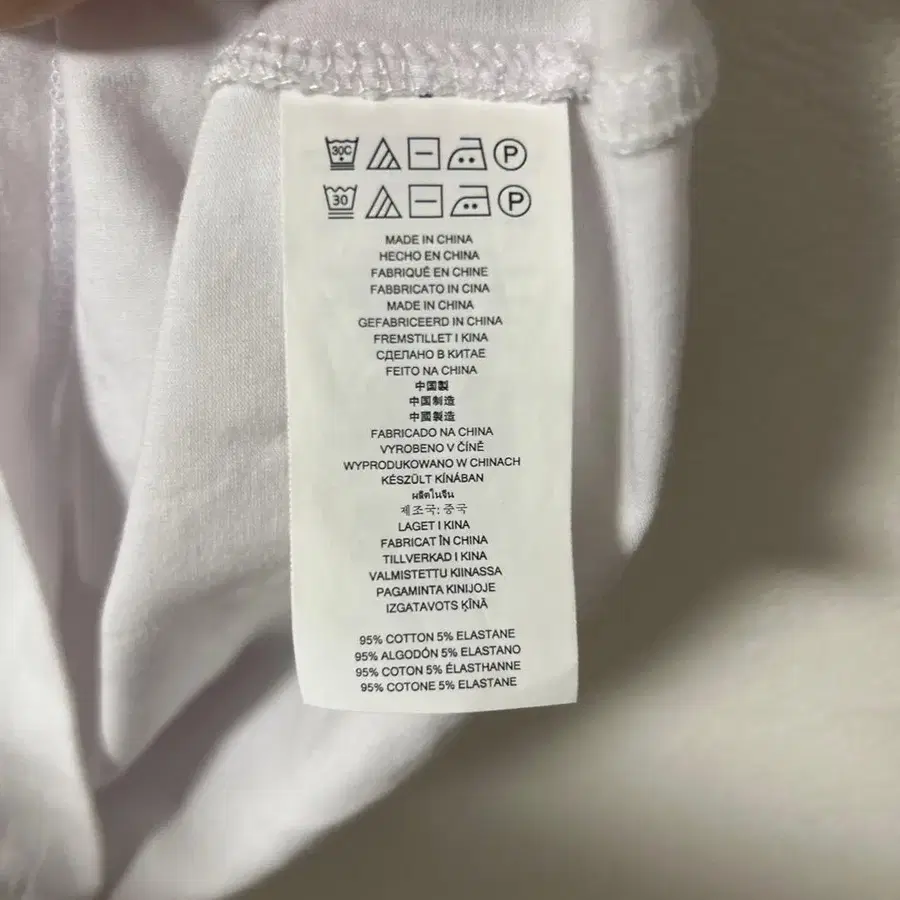 30C P
30 P
MADE IN CHINA
HECHO EN CHINA
FABRIQUÉ EN CHINE
FABBRICATO IN CINA
MADE IN CHINA
GEFABRICEERD IN CHINA
FREMSTILLET I KINA
СДЕЛАНО В КИТАЕ
FEITO NA CHINA
中国製
中国制造
中國製造
FABRICADO NA CHINA
VYROBENO V ČÍNĚ
WYPRODUKOWANO W CHINACH
KÉSZÜLT KÍNÁBAN
ผลิตในจีน
제조국: 중국
LAGET I KINA
FABRICAT ÎN CHINA
TILLVERKAD I KINA
VALMISTETTU KIINASSA
PAGAMINTA KINIJOJE
IZGATAVOTS ĶĪNĀ
95% COTTON 5% ELASTANE
95% ALGODÓN 5% ELASTANO
95% COTON 5% ÉLASTHANNE
95% COTONE 5% ELASTANE